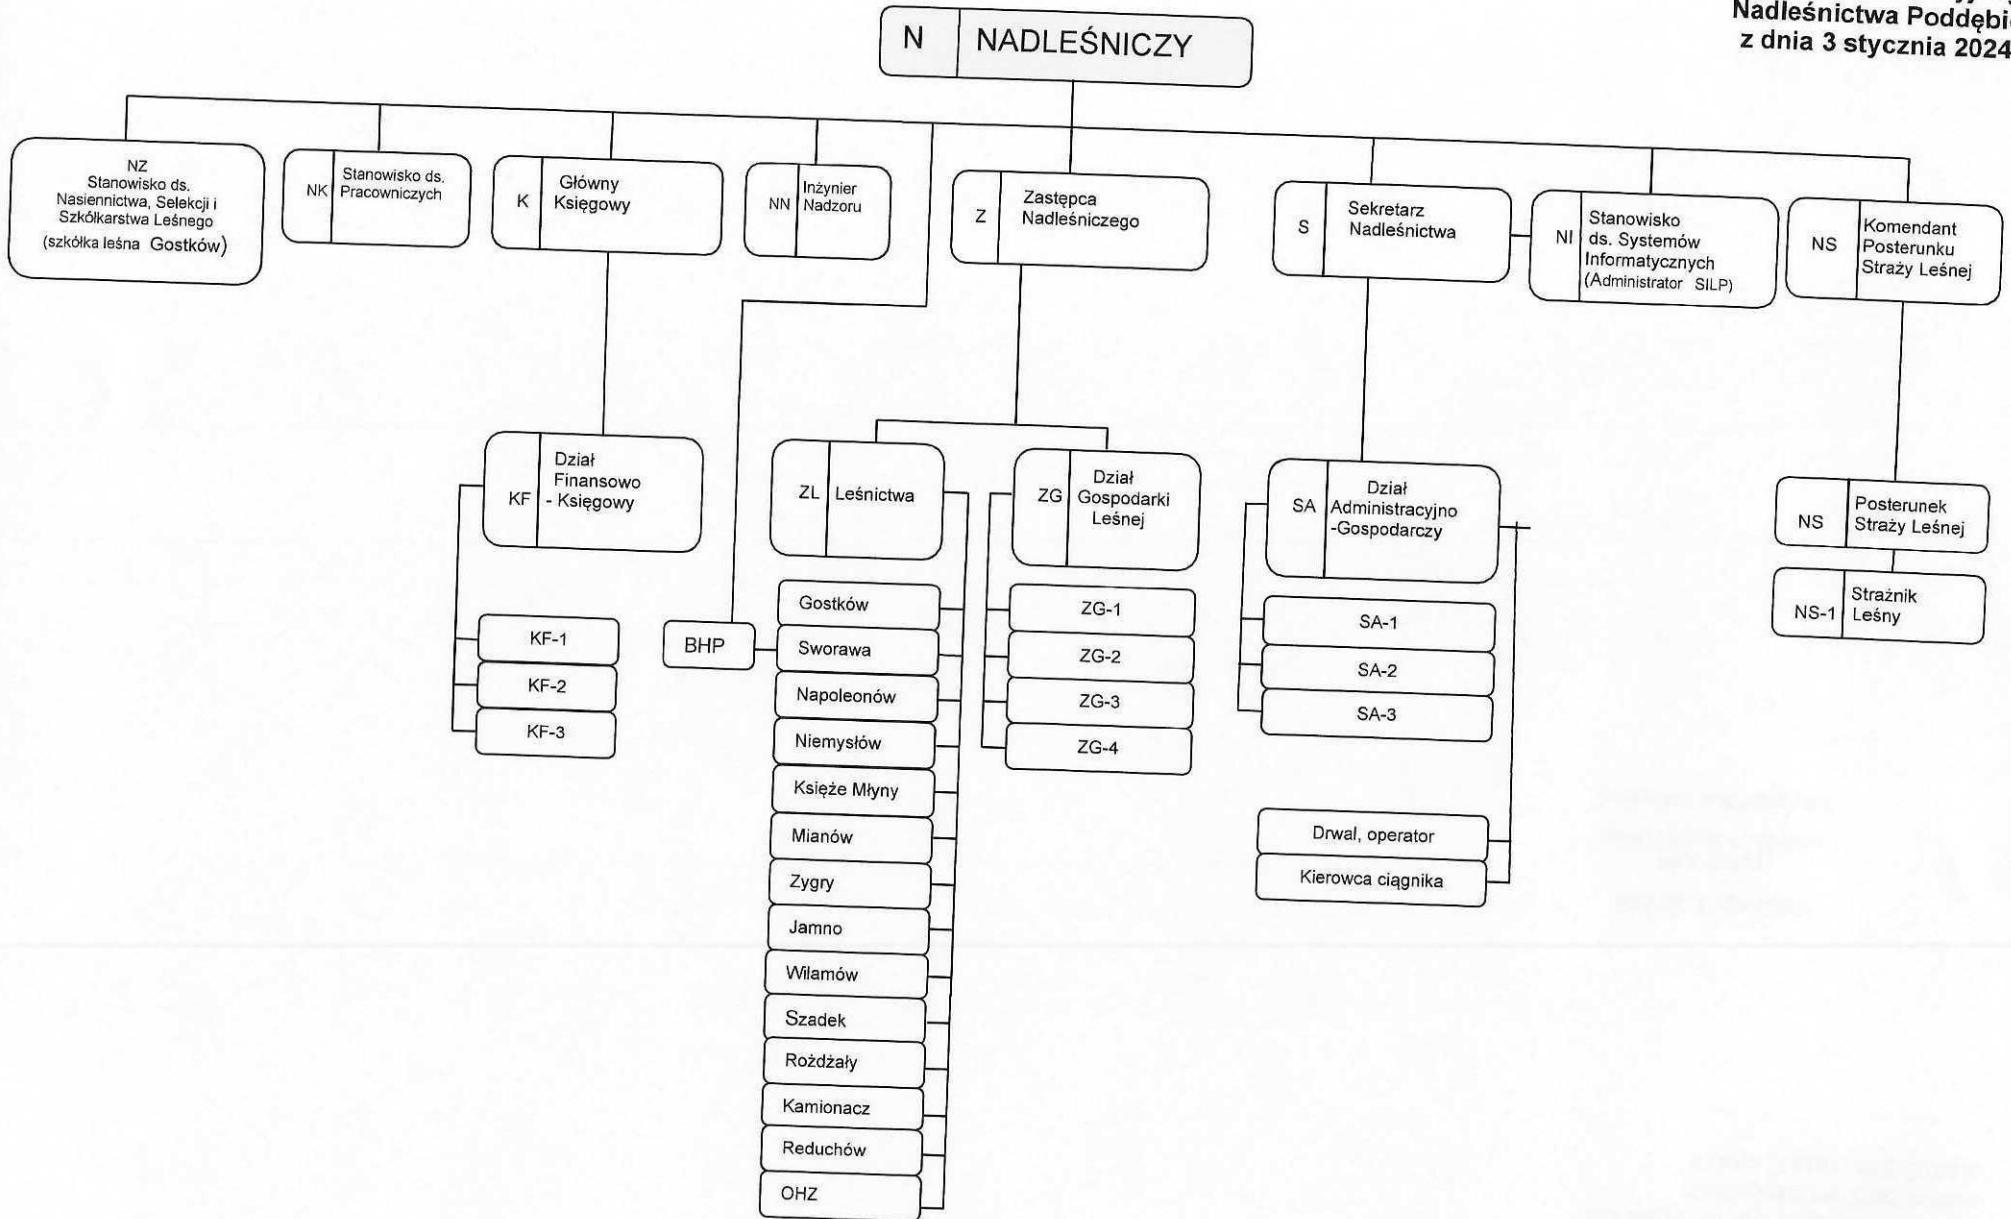 Nadleśnictwa
z dnia 3 stycznia 2024
N NADLEŚNICZY
NZ
Stanowisko ds.
Nasiennictwa, Selekcji i
Szkółkarstwa Leśnego
(szkółka leśna Gostków)
NK
Stanowisko ds.
Pracowniczych
K
Główny
Księgowy
NN
Inżynier
Nadzoru
Z
Zastępca
Nadleśniczego
S
Sekretarz
Nadleśnictwa
NI
Stanowisko
ds. Systemów
Informatycznych
(Administrator SILP)
NS
Komendant
Posterunku
Straży Leśnej
KF
Dział
Finansowo
- Księgowy
ZL Leśnictwa
ZG
Dział
Gospodarki
Leśnej
SA
Dział
Administracyjno
-Gospodarczy
NS
Posterunek
Straży Leśnej
NS-1
Strażnik
Leśny
KF-1
KF-2
KF-3
BHP
Gostków
Sworawa
Napoleonów
Niemysłów
Księże Młyny
Mianów
Zygry
Jamno
Wilamów
Szadek
Rożdżały
Kamionacz
Reduchów
OHZ
ZG-1
ZG-2
ZG-3
ZG-4
SA-1
SA-2
SA-3
Drwal, operator
Kierowca ciągnika